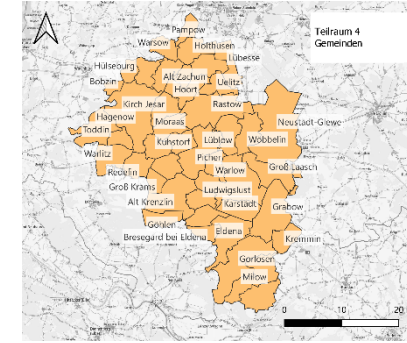 Teilraum 4
Gemeinden
Pampow
Warsow
Holthusen
Lübesse
Hülseburg
Alt Zachun
Uelitz
Bobzin
Hoort
Kirch Jesar
Rastow
Hagenow
Moraas
Neustadt-Glewe
Toddin
Kuhstorf
Lüblow
Wöbbelin
Warlitz
Picher
Groß Laasch
Redefin
Warlow
Groß Krams
Ludwigslust
Alt Krenzlin
Karstädt
Grabow
Göhlen
Eldena
Bresegard bei Eldena
Kremmin
Gorlosen
Milow
0 10 20